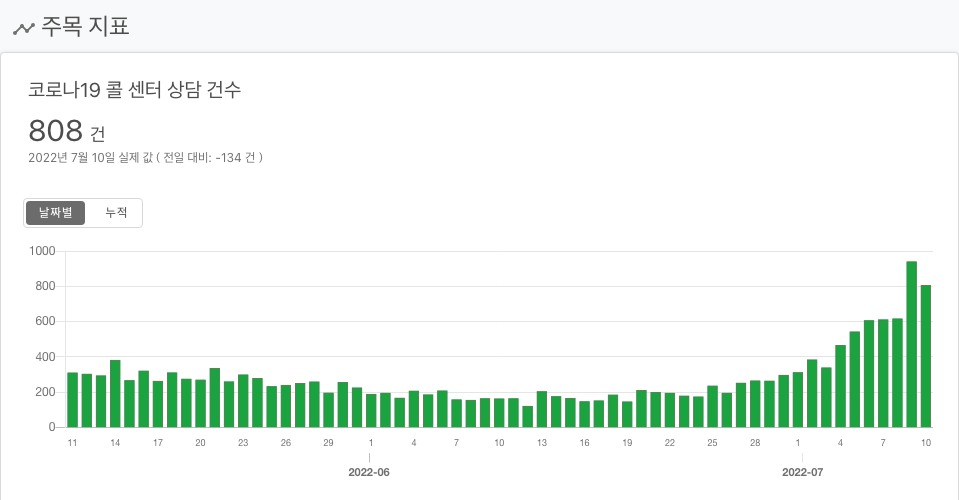 주목 지표
코로나19 콜 센터 상담 건수
808 건
2022년 7월 10일 실제 값 ( 전일 대비: -134 건 )
날짜별 누적
1000
800
600
400
200
0
11 14 17 20 23 26 29 1 4 7 10 13 16 19 22 25 28 1 4 7 10
2022-06 2022-07